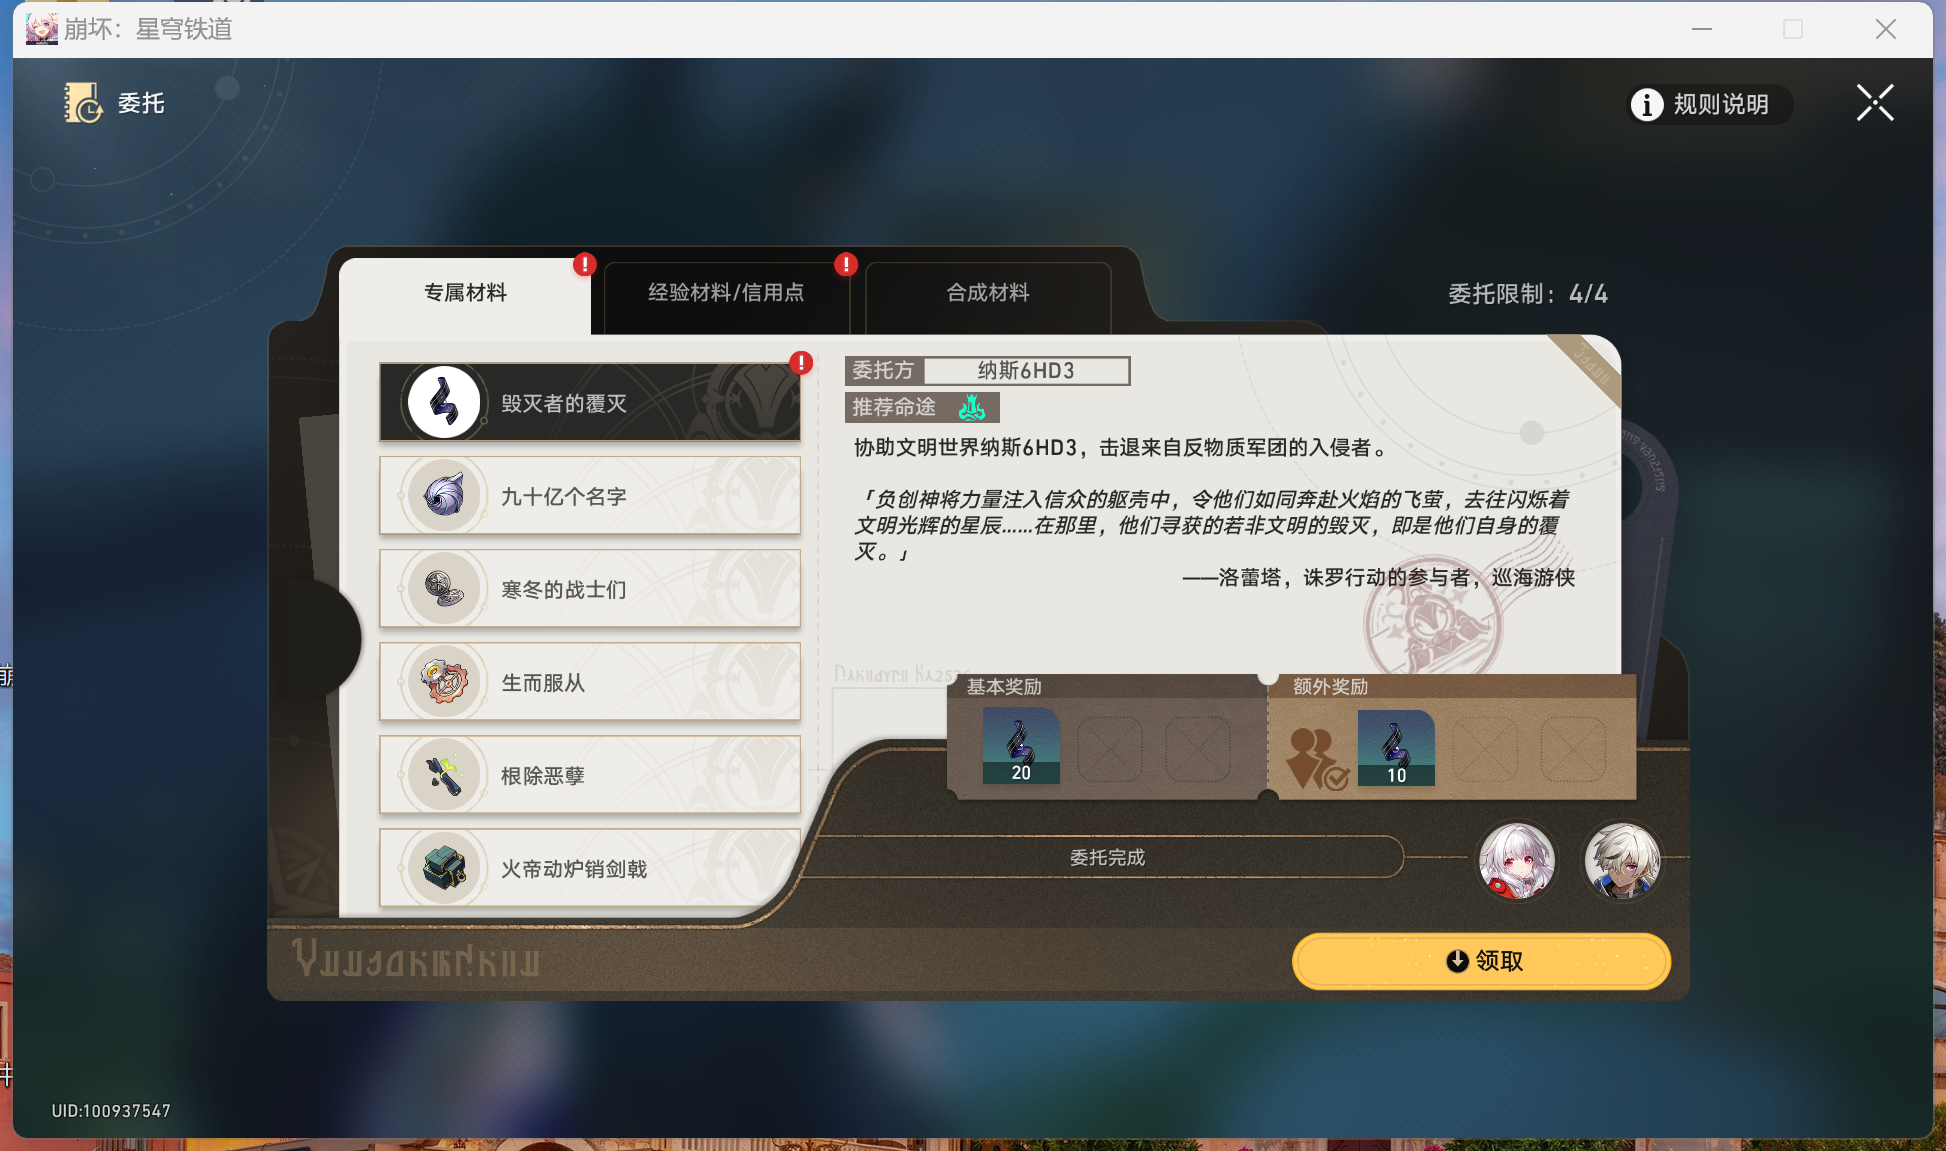 崩坏：星穹铁道
委托
规则说明
专属材料
经验材料/信用点
合成材料
委托限制：4/4
毁灭者的覆灭
九十亿个名字
寒冬的战士们
生而服从
根除恶孽
火帝动炉销剑戟
委托方 纳斯6HD3
推荐命途
协助文明世界纳斯6HD3，击退来自反物质军团的入侵者。
「负创神将力量注入信众的躯壳中，令他们如同奔赴火焰的飞萤，去往闪烁着
文明光辉的星辰……在那里，他们寻获的若非文明的毁灭，即是他们自身的覆
灭。」
——洛蕾塔，诛罗行动的参与者，巡海游侠
基本奖励
额外奖励
20
10
委托完成
领取
UID:100937547